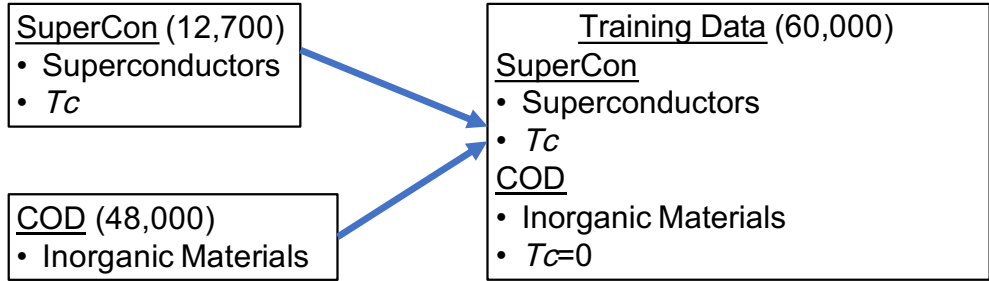 SuperCon (12,700)
• Superconductors
• Tc
COD (48,000)
• Inorganic Materials
Training Data (60,000)
SuperCon
• Superconductors
• Tc
COD
• Inorganic Materials
• Tc=0